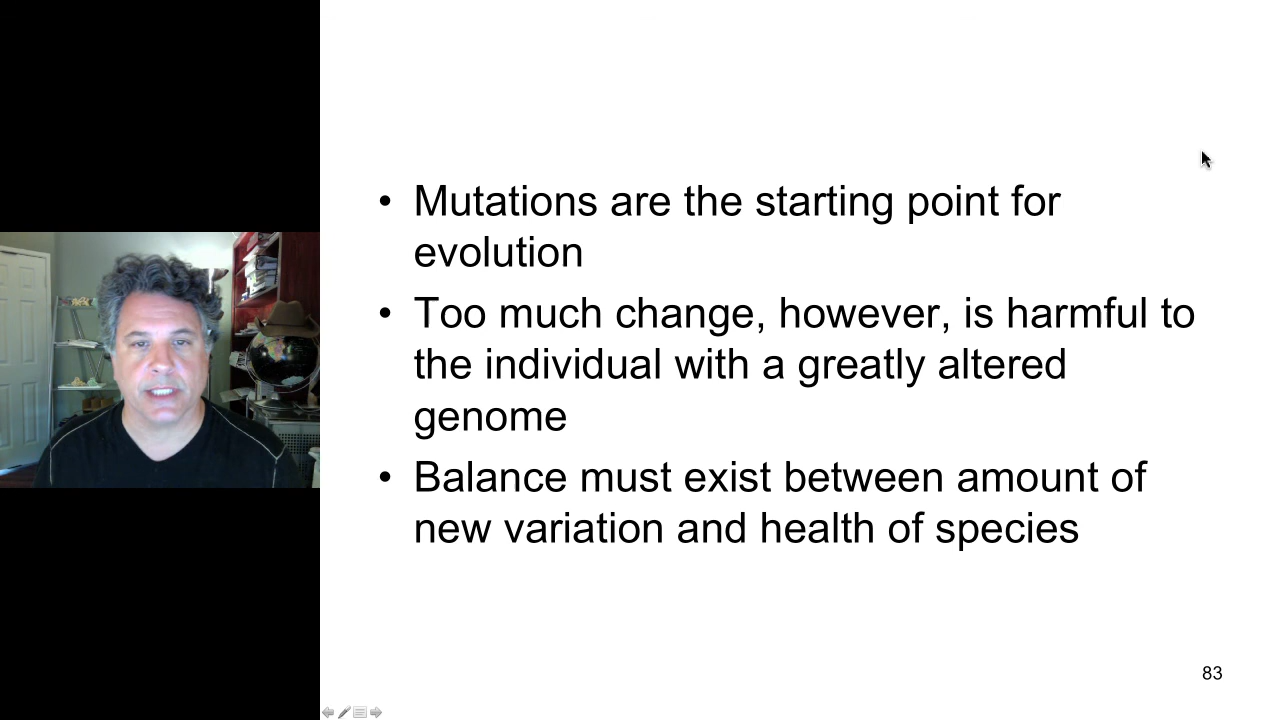 • Mutations are the starting point for
evolution
• Too much change, however, is harmful to
the individual with a greatly altered
genome
• Balance must exist between amount of
new variation and health of species
83